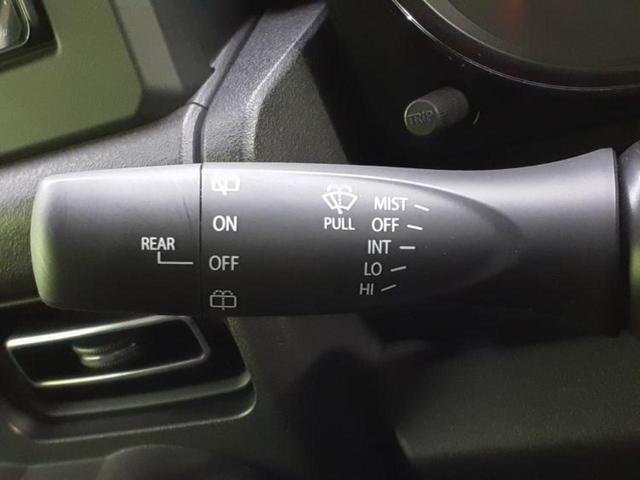 TRIP
ON
REAR
OFF
PULL
MIST
OFF
INT
LO
HI